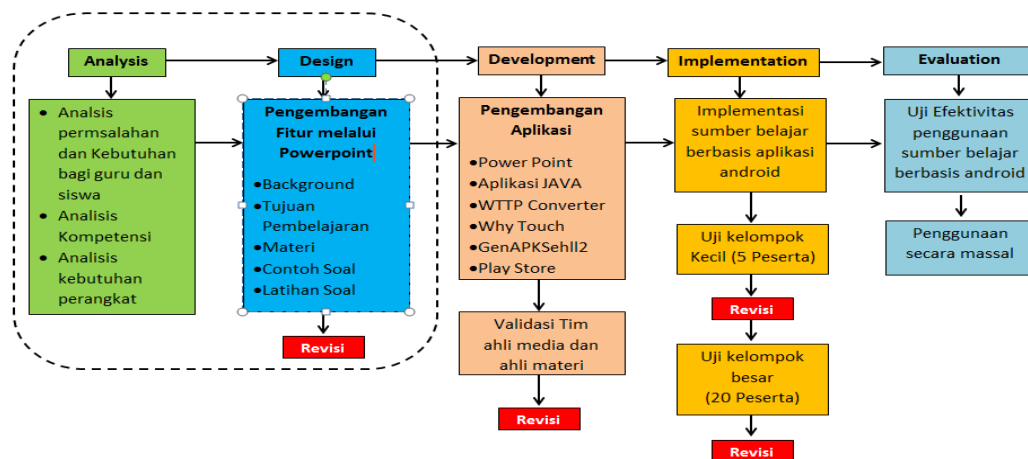 Analysis
Design
Development
Implementation
Evaluation
• Analsis
permsalahan
dan Kebutuhan
bagi guru dan
siswa
• Analisis
Kompetensi
• Analisis
kebutuhan
perangkat
Pengembangan
Fitur melalui
Powerpoint
•Background
•Tujuan
Pembelajaran
•Materi
•Contoh Soal
•Latihan Soal
Revisi
Pengembangan
Aplikasi
•Power Point
•Aplikasi JAVA
•WTTP Converter
•Why Touch
•GenAPKSehll2
•Play Store
Validasi Tim
ahli media dan
ahli materi
Revisi
Implementasi
sumber belajar
berbasis aplikasi
android
Uji kelompok
Kecil (5 Peserta)
Revisi
Uji kelompok
besar
(20 Peserta)
Revisi
Uji Efektivitas
penggunaan
sumber belajar
berbasis android
Penggunaan
secara massal